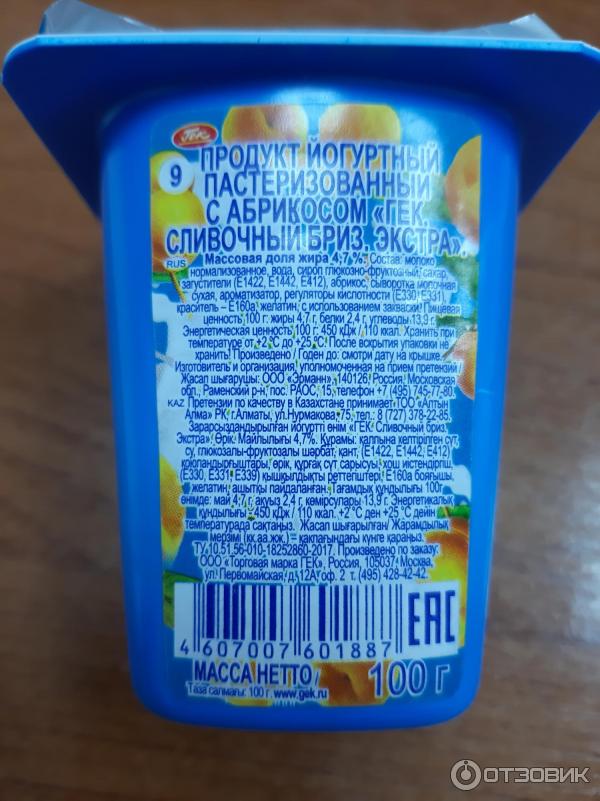 Гек
9 ПРОДУКТ ЙОГУРТНЫЙ
ПАСТЕРИЗОВАННЫЙ
С АБРИКОСОМ «ГЕК.
СЛИВОЧНЫЙ БРИЗ. ЭКСТРА».
RUS Массовая доля жира 4,7 %. Состав: молоко
нормализованное, вода, сироп глюкозно-фруктозный, сахар,
загустители (Е1422, Е1442, Е412), абрикос, сыворотка молочная
сухая, ароматизатор, регуляторы кислотности (Е330, Е331),
краситель – Е160а, желатин, с использованием закваски. Пищевая
ценность 100 г: жиры 4,7 г, белки 2,4 г, углеводы 13,9 г.
Энергетическая ценность 100 г: 450 кДж / 110 ккал. Хранить при
температуре от +2 °С до +25 °С. После вскрытия упаковки не
хранить! Произведено / Годен до: смотри дату на крышке.
Изготовитель и организация, уполномоченная на прием претензий /
Жасап шығарушы: ООО «Эрманн», 140126, Россия, Московская
обл., Раменский р-н, пос. РАОС, 15, телефон +7 (495) 745-77-80.
KAZ Претензии по качеству в Казахстане принимает ТОО «Алтын
Алма» РК, г.Алматы, ул.Нурмакова, 75, тел.: 8 (727) 378-22-85.
Зарарсыздандырылған йогуртті өнім «ГЕК. Сливочный бриз.
Экстра». Өрік. Майлылығы 4,7%. Құрамы: қалпына келтірілген сүт,
су, глюкозалы-фруктозалы шәрбат, қант, (Е1422, Е1442, Е412)
қоюландырғыштары, өрік, құрғақ сүт сарысуы, хош иістендіргіш,
(Е330, Е331, Е339) қышқылдықты реттегіштері, Е160а бояғышы,
желатин, ашытқы пайдаланған. Тағамдық құндылығы 100г
өнімде: май 4,7 г, ақуыз 2,4 г, көмірсулары 13,9 г. Энергетикалық
құндылығы – 450 кДж / 110 ккал. +2 °С ден +25 °С дейін
температурада сақтаңыз. Жасап шығарылған/ Жарамдылық
мерзімі (кк.аа.жж.) – қақпағындағы күнге қараңыз.
ТУ 10.51.56-010-18252860-2017. Произведено по заказу:
ООО «Торговая марка ГЕК», Россия, 105037, Москва,
ул. Первомайская, д. 12А, оф. 2 т. (495) 428-42-42.
4 607007 601887 EAC
МАССА НЕТТО / 100 г
Таза салмағы: 100 г. www.gek.ru
ОТЗОВИК